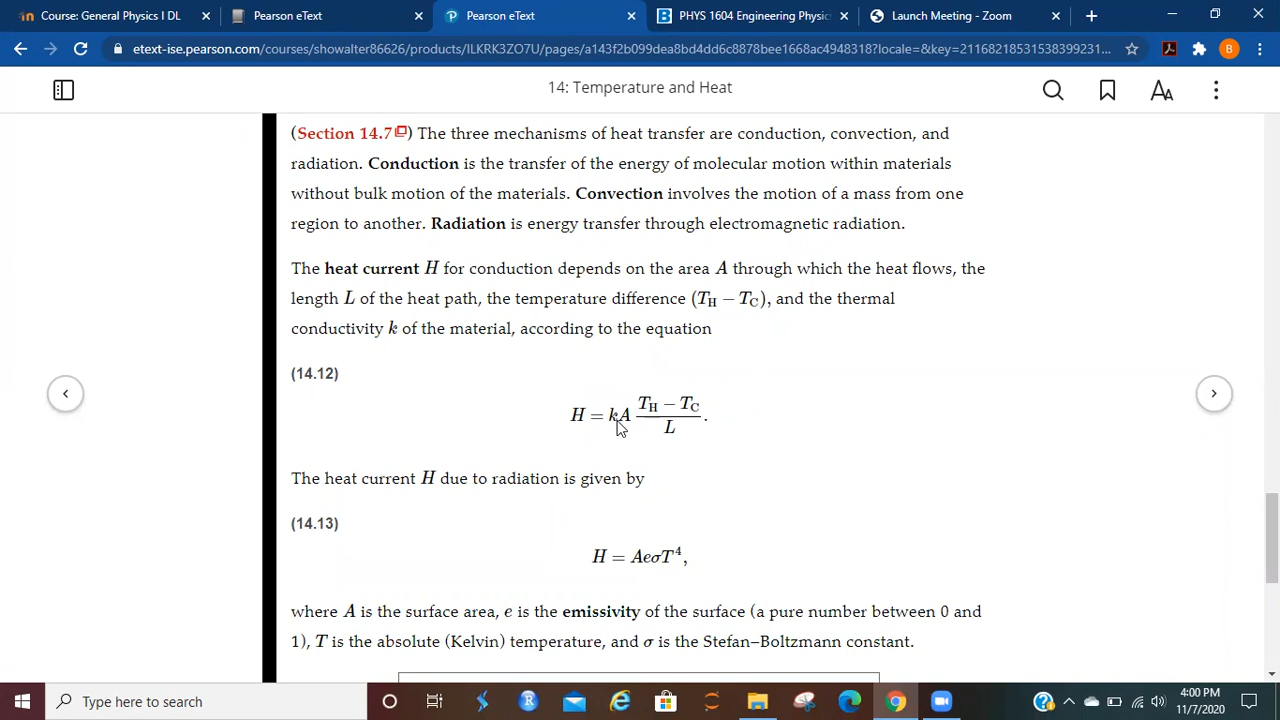 Course: General Physics I DL
Pearson eText
Pearson eText
PHYS 1604 Engineering Physic
Launch Meeting - Zoom
etext-ise.pearson.com/courses/showalter86626/products/ILKRK3ZO7U/pages/a143f2b099dea8bd4dd6c8878bee1668ac4948318?locale=&key=21168218531538399231...
B
14: Temperature and Heat
(Section 14.7) The three mechanisms of heat transfer are conduction, convection, and
radiation. Conduction is the transfer of the energy of molecular motion within materials
without bulk motion of the materials. Convection involves the motion of a mass from one
region to another. Radiation is energy transfer through electromagnetic radiation.
The heat current H for conduction depends on the area A through which the heat flows, the
length L of the heat path, the temperature difference (T_H − T_C), and the thermal
conductivity k of the material, according to the equation
(14.12)
H = kA (T_H − T_C)/L.
The heat current H due to radiation is given by
(14.13)
H = AeσT⁴,
where A is the surface area, e is the emissivity of the surface (a pure number between 0 and
1), T is the absolute (Kelvin) temperature, and σ is the Stefan–Boltzmann constant.
Type here to search
4:00 PM
11/7/2020